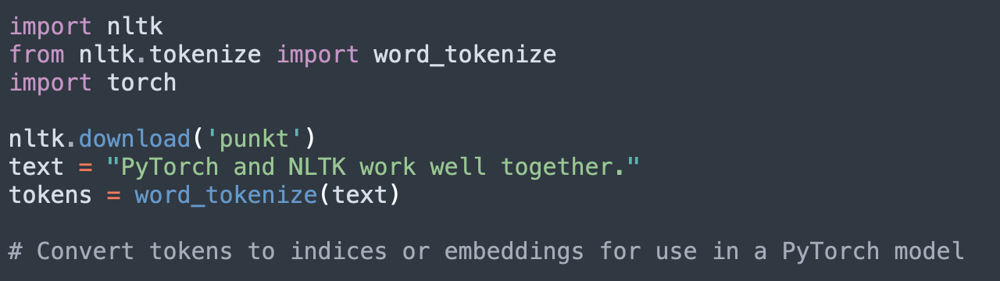 import nltk
from nltk.tokenize import word_tokenize
import torch
nltk.download('punkt')
text = "PyTorch and NLTK work well together."
tokens = word_tokenize(text)
# Convert tokens to indices or embeddings for use in a PyTorch model